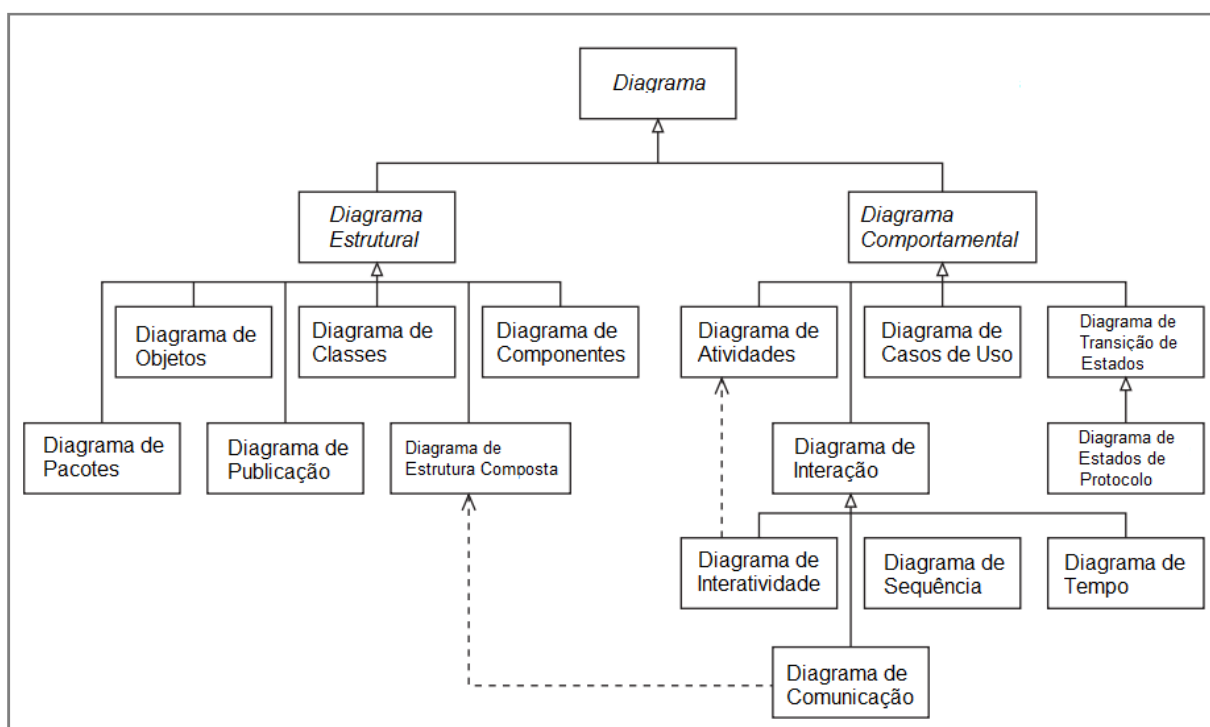 Diagrama
Diagrama
Estrutural
Diagrama
Comportamental
Diagrama de
Objetos
Diagrama de
Classes
Diagrama de
Componentes
Diagrama de
Atividades
Diagrama de
Casos de Uso
Diagrama de
Transição de
Estados
Diagrama de
Pacotes
Diagrama de
Publicação
Diagrama de
Estrutura Composta
Diagrama de
Interação
Diagrama de
Estados de
Protocolo
Diagrama de
Interatividade
Diagrama de
Sequência
Diagrama de
Tempo
Diagrama de
Comunicação